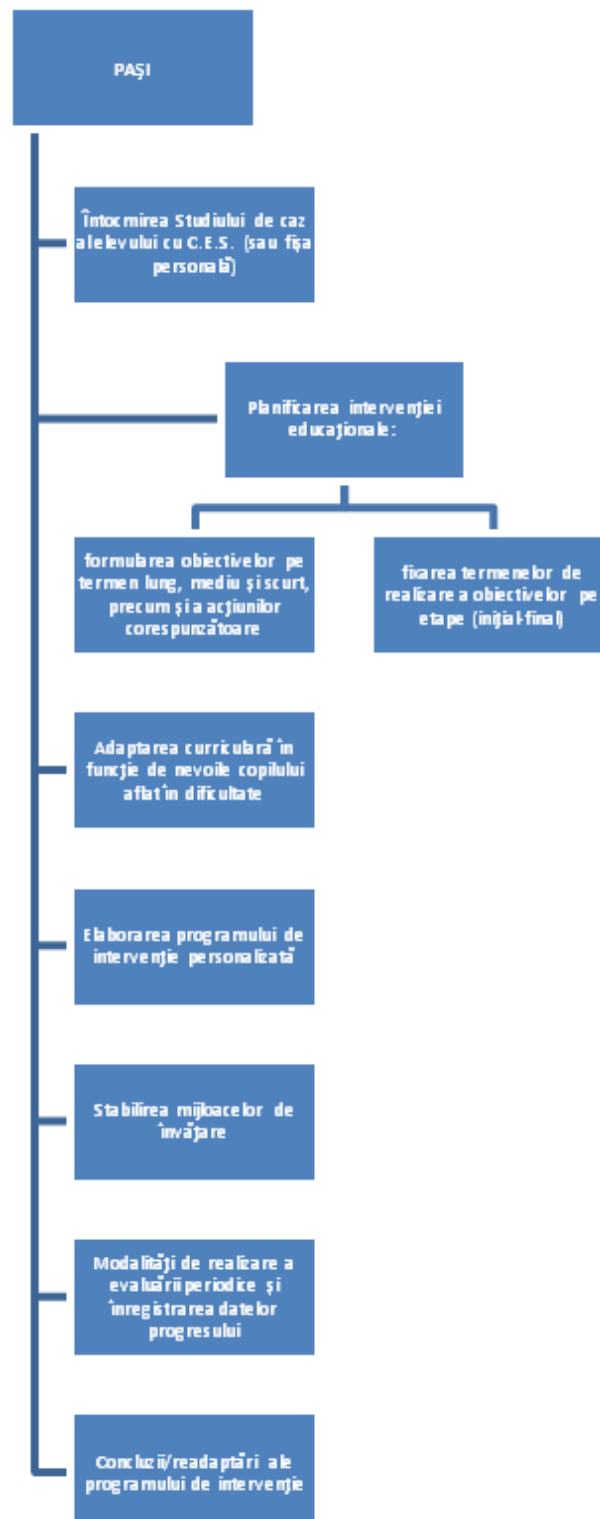 PAŞI
Întocmirea Studiului de caz
al elevului cu C.E.S. (sau fişa
personală)
Planificarea intervenţiei
educaţionale:
formularea obiectivelor pe
termen lung, mediu şi scurt,
precum şi a acţiunilor
corespunzătoare
fixarea termenelor de
realizare a obiectivelor pe
etape (iniţial-final)
Adaptarea curriculară în
funcţie de nevoile copilului
aflat în dificultate
Elaborarea programului de
intervenţie personalizată
Stabilirea mijloacelor de
învăţare
Modalităţi de realizare a
evaluării periodice şi
înregistrarea datelor
progresului
Concluzii/readaptări ale
programului de intervenţie